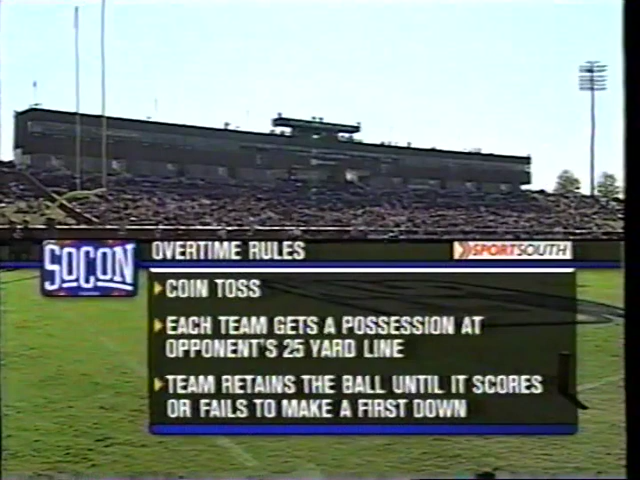 SOCON
OVERTIME RULES
SPORTSOUTH
COIN TOSS
EACH TEAM GETS A POSSESSION AT
OPPONENT'S 25 YARD LINE
TEAM RETAINS THE BALL UNTIL IT SCORES
OR FAILS TO MAKE A FIRST DOWN